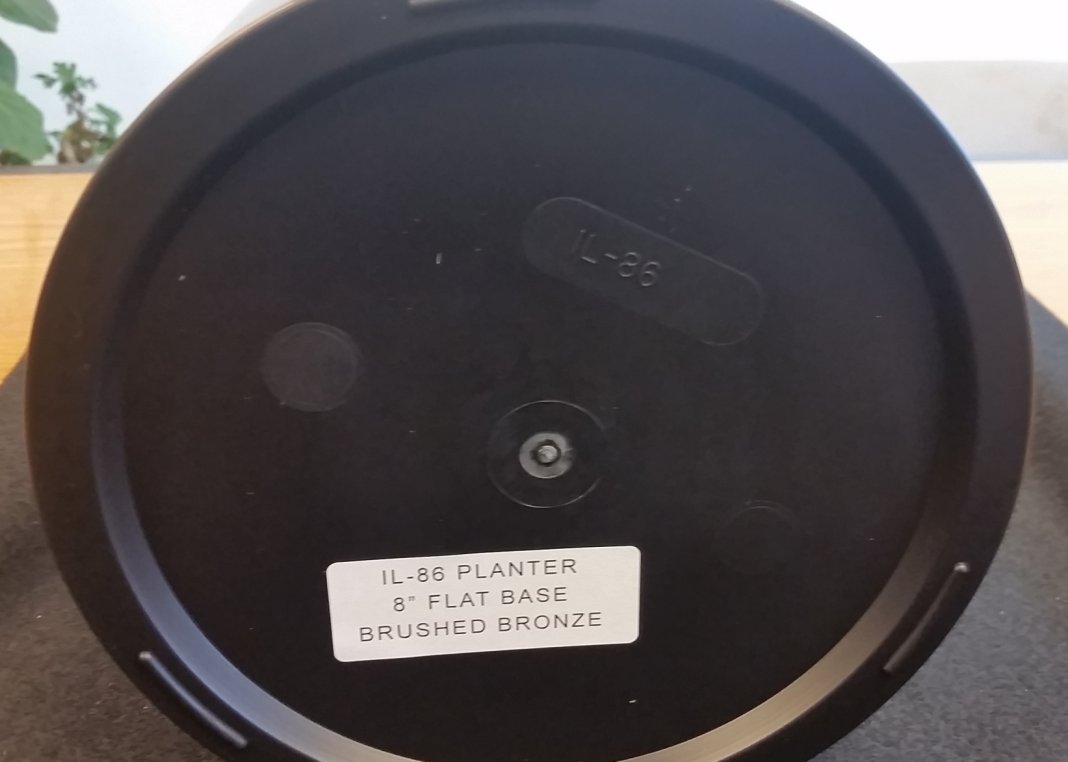 IL-86
IL-86 PLANTER
8" FLAT BASE
BRUSHED BRONZE